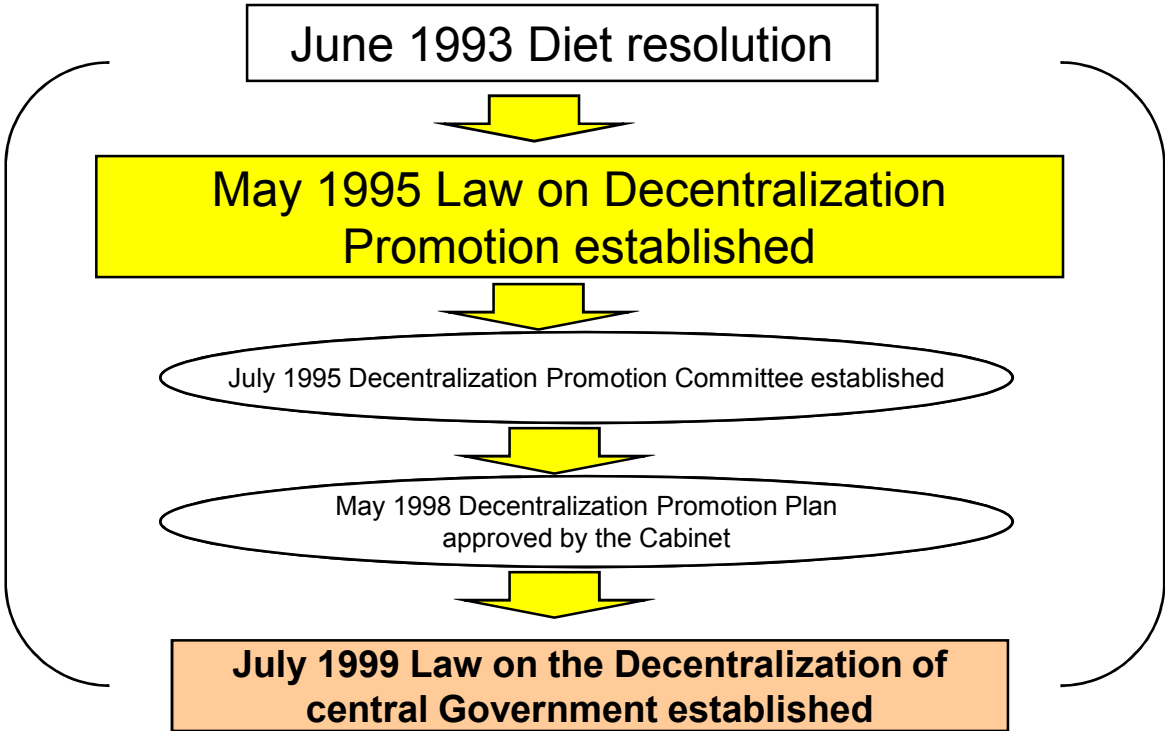 June 1993 Diet resolution
May 1995 Law on Decentralization
Promotion established
July 1995 Decentralization Promotion Committee established
May 1998 Decentralization Promotion Plan
approved by the Cabinet
July 1999 Law on the Decentralization of
central Government established